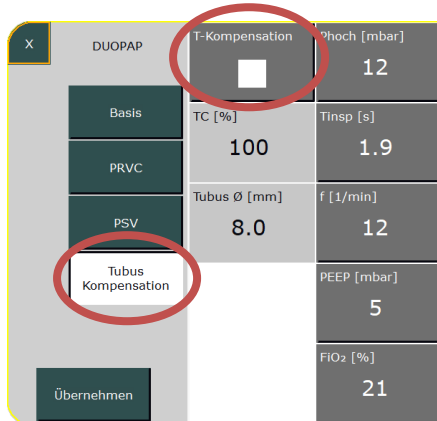 X
DUOPAP
Basis
PRVC
PSV
Tubus
Kompensation
Übernehmen
T-Kompensation
TC [%]
100
Tubus Ø [mm]
8.0
Phoch [mbar]
12
TInsp [s]
1.9
f [1/min]
12
PEEP [mbar]
5
FiO₂ [%]
21